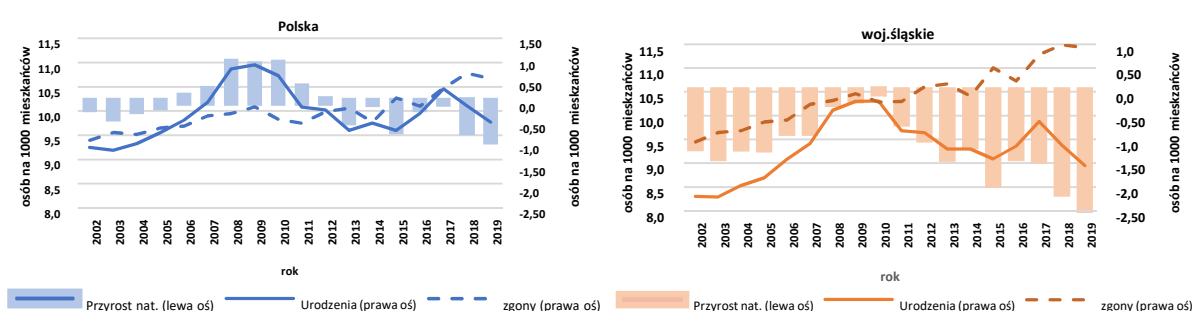 Polska
osób na 1000 mieszkańców
11,5
11,0
10,5
10,0
9,5
9,0
8,5
8,0
1,50
1,0
0,50
0,0
-0,50
-1,0
-1,50
-2,0
-2,50
osób na 1000 mieszkańców
2002 2003 2004 2005 2006 2007 2008 2009 2010 2011 2012 2013 2014 2015 2016 2017 2018 2019
rok
Przyrost nat. (lewa oś) Urodzenia (prawa oś) zgony (prawa oś)
woj.śląskie
osób na 1000 mieszkańców
11,5
11,0
10,5
10,0
9,5
9,0
8,5
8,0
1,0
0,50
0,0
-0,50
-1,0
-1,50
-2,0
-2,50
osób na 1000 mieszkańców
2002 2003 2004 2005 2006 2007 2008 2009 2010 2011 2012 2013 2014 2015 2016 2017 2018 2019
rok
Przyrost nat. (lewa oś) Urodzenia (prawa oś) zgony (prawa oś)